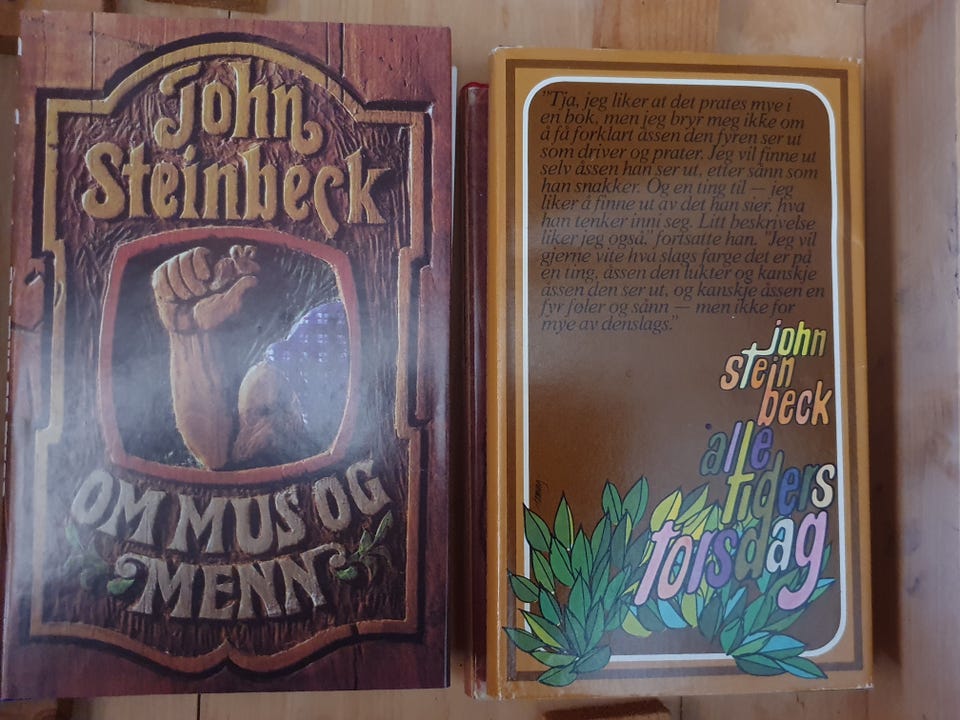 John
Steinbeck
OM MUS OG
MENN
"Tja, jeg liker at det prates mye i
en bok, men jeg bryr meg ikke om
å få forklart åssen den fyren ser ut
som driver og prater. Jeg vil finne ut
selv åssen han ser ut, etter sånn som
han snakker. Og en ting til — jeg
liker å finne ut av det han sier, hva
han tenker inni seg. Litt beskrivelse
liker jeg også," fortsatte han. "Jeg vil
gjerne vite hva slags farge det er på
en ting, åssen den lukter og kanskje
åssen den ser ut, og kanskje åssen en
fyr føler og sånn — men ikke for
mye av denslags."
john
stein
beck
alle
tiders
torsdag